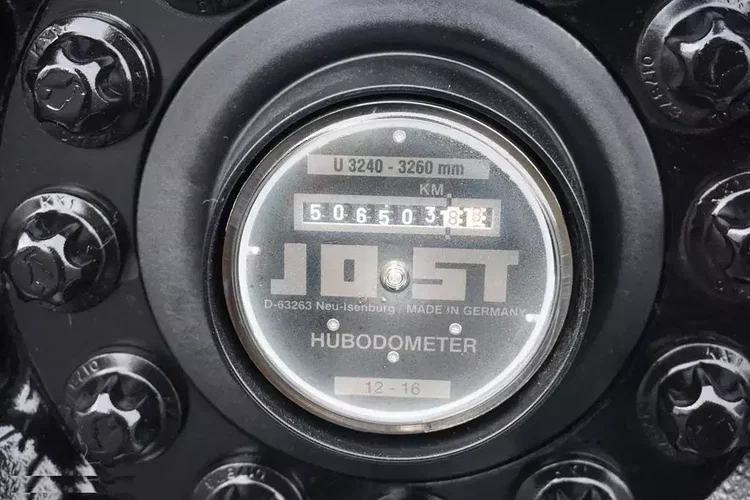 U 3240 - 3260 mm
KM
506503
JOST
D-63263 Neu-Isenburg MADE IN GERMANY
HUBODOMETER
12 - 16